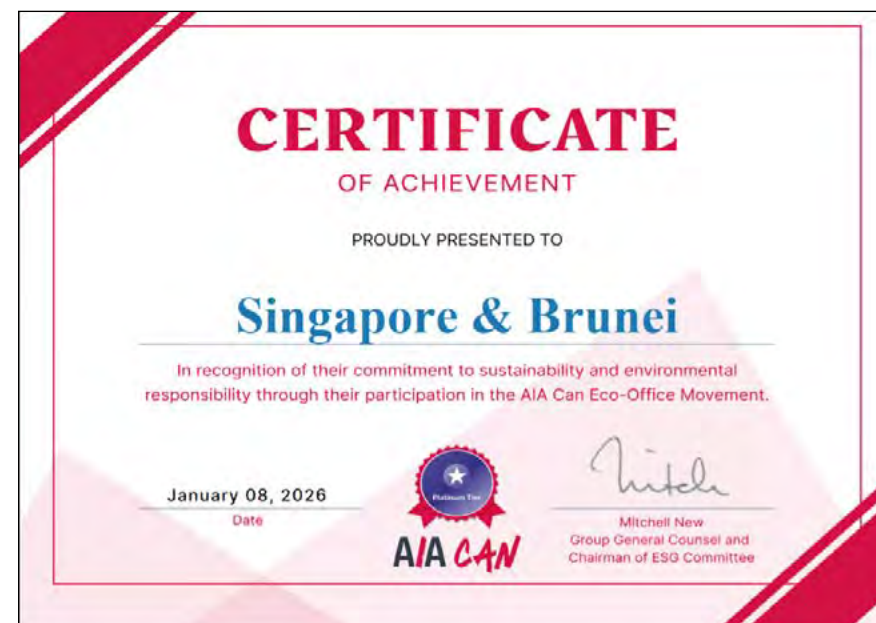 CERTIFICATE
OF ACHIEVEMENT
PROUDLY PRESENTED TO
Singapore & Brunei
In recognition of their commitment to sustainability and environmental
responsibility through their participation in the AIA Can Eco-Office Movement.
January 08, 2026
Date
Platinum Tier
AIA CAN
Mitch
Mitchell New
Group General Counsel and
Chairman of ESG Committee